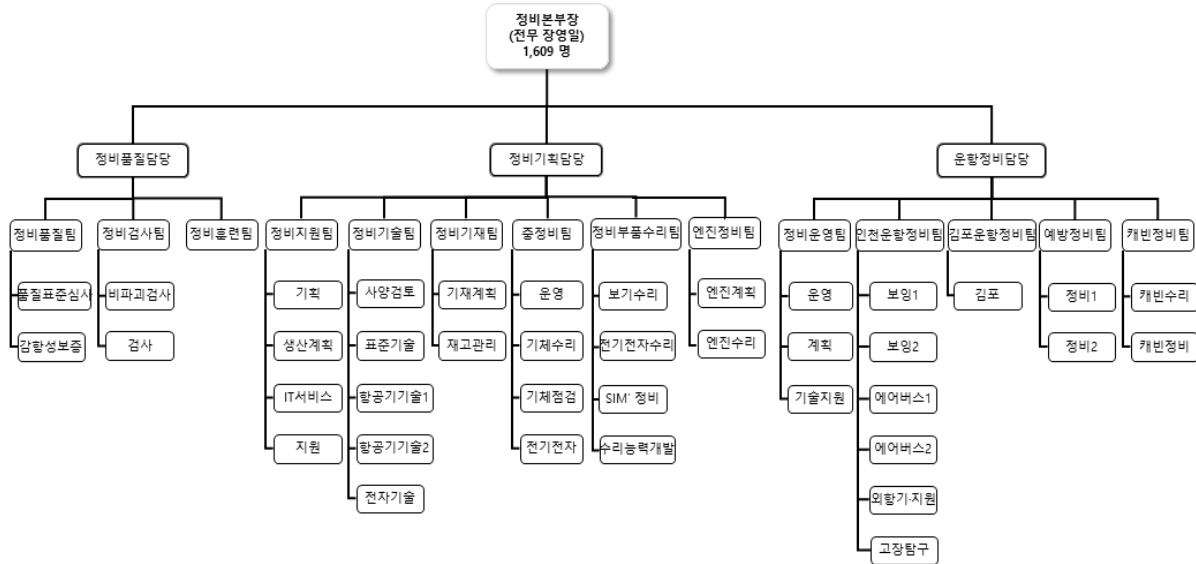 정비본부장
(전무 장영일)
1,609 명
정비품질담당
정비기획담당
운항정비담당
정비품질팀
정비검사팀
정비훈련팀
정비지원팀
정비기술팀
정비기재팀
중정비팀
정비부품수리팀
엔진정비팀
정비운영팀
인천운항정비팀
김포운항정비팀
예방정비팀
캐빈정비팀
품질표준심사
비파괴검사
기획
사양검토
기재계획
운영
보기수리
엔진계획
운영
보잉1
김포
정비1
캐빈수리
감항성보증
검사
생산계획
표준기술
재고관리
기체수리
전기전자수리
엔진수리
계획
보잉2
정비2
캐빈정비
IT서비스
항공기기술1
기체점검
SIM' 정비
기술지원
에어버스1
지원
항공기기술2
전기전자
수리능력개발
에어버스2
전자기술
외항기·지원
고장탐구